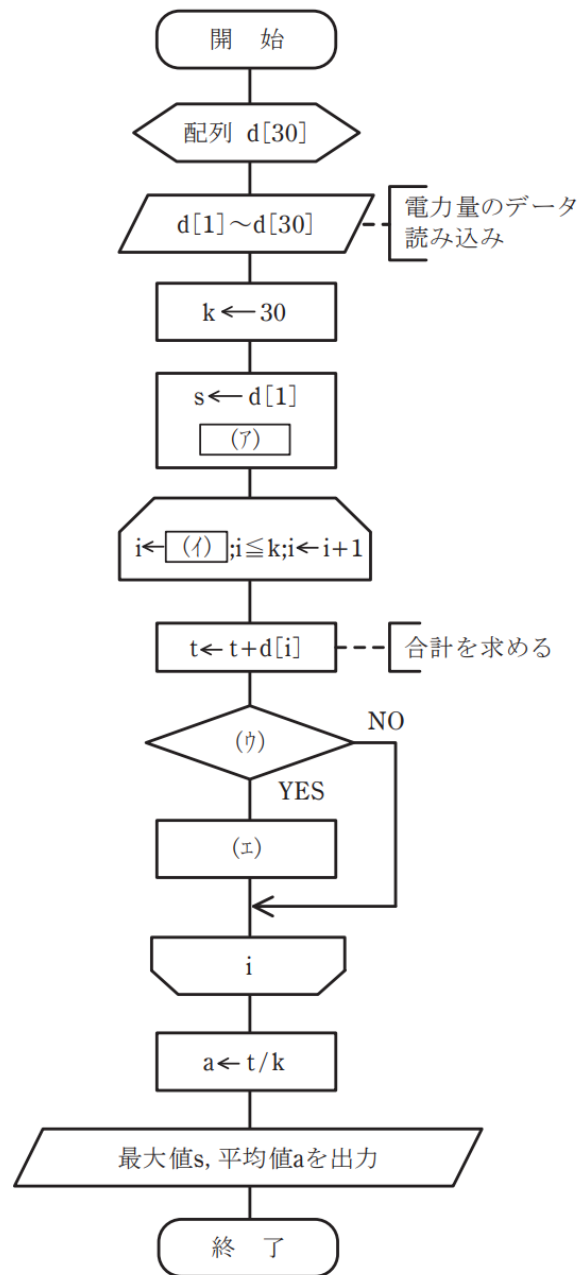 開 始
配列 d[30]
d[1]～d[30]
電力量のデータ
読み込み
k←30
s←d[1]
(ア)
i←(イ);i≦k;i←i+1
t←t+d[i]
合計を求める
(ウ)
NO
YES
(エ)
i
a←t/k
最大値s,平均値aを出力
終 了